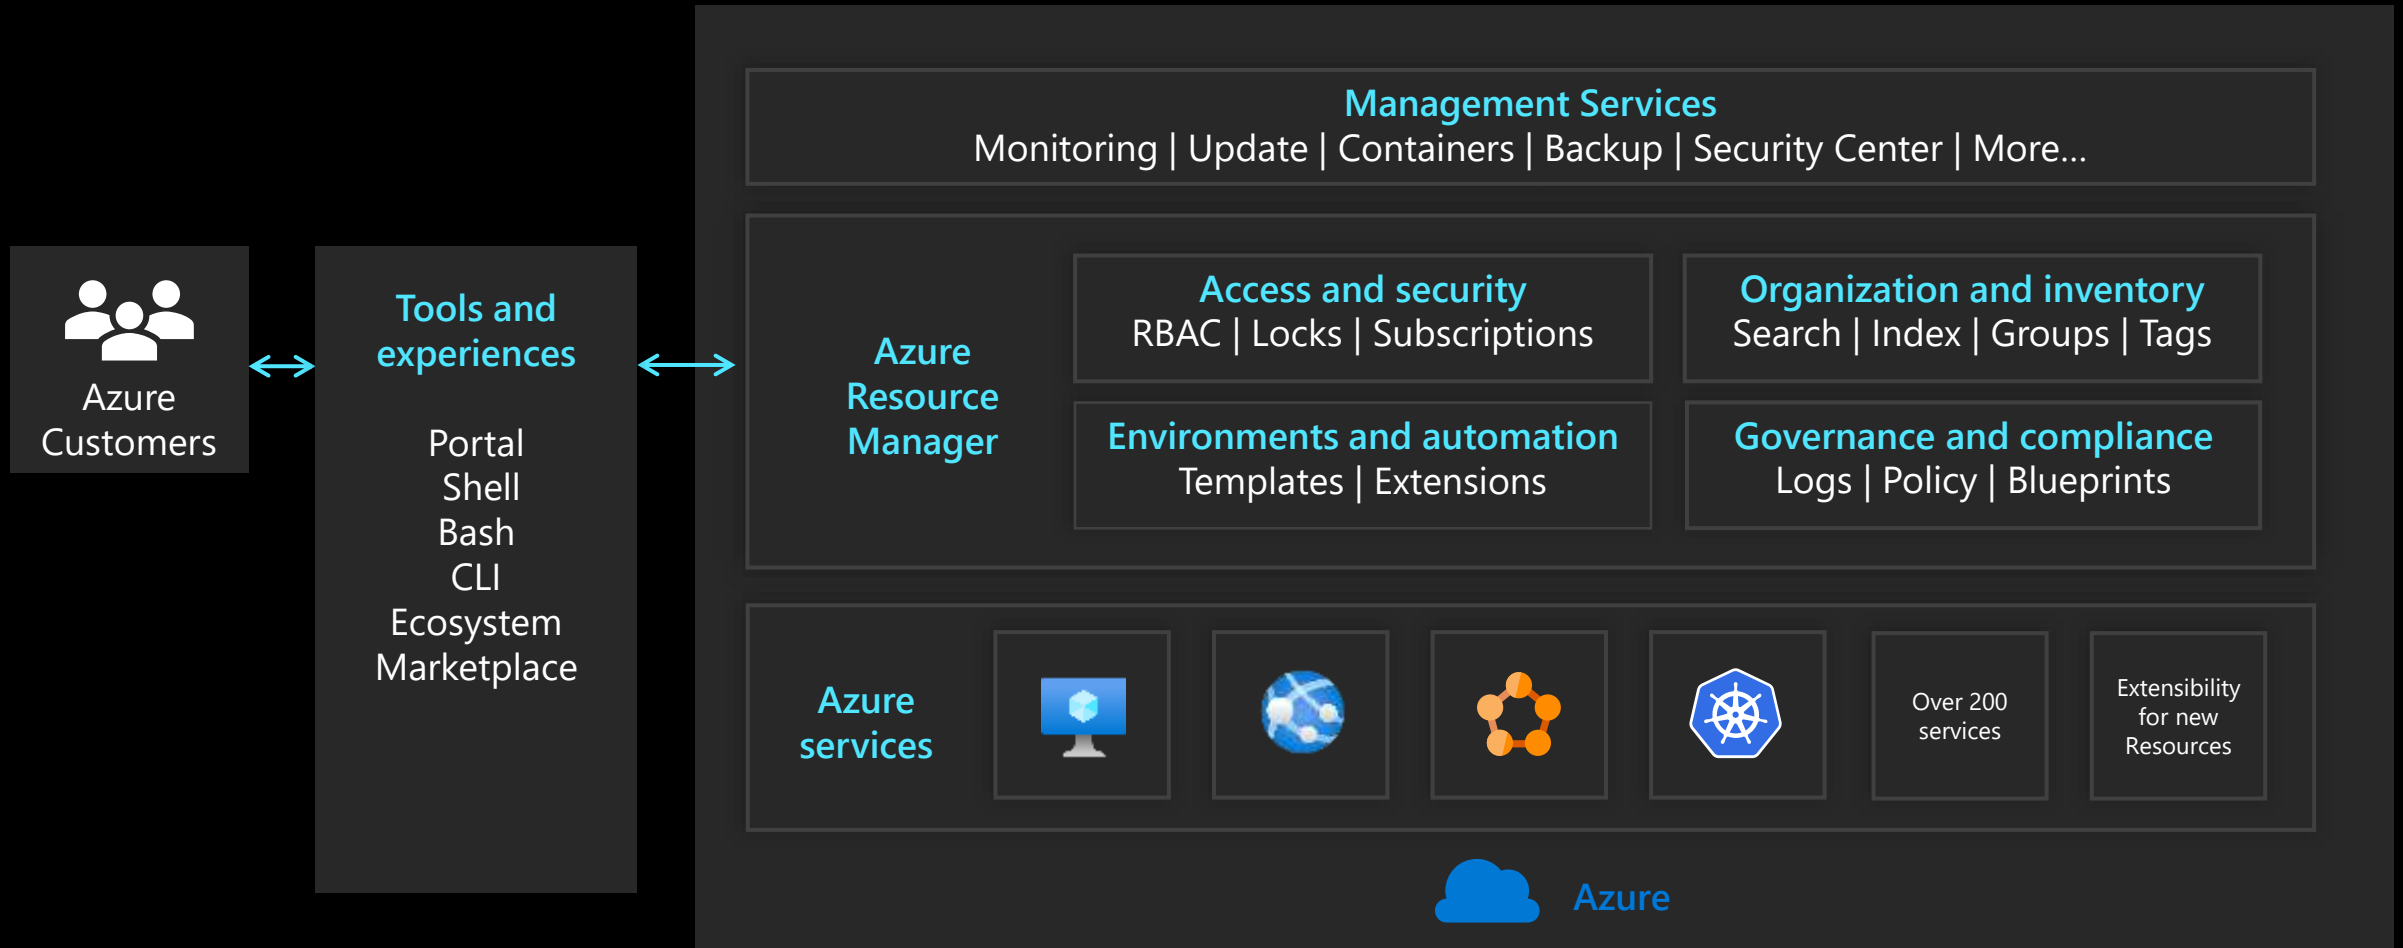 Azure
Customers
Tools and
experiences
Portal
Shell
Bash
CLI
Ecosystem
Marketplace
Management Services
Monitoring | Update | Containers | Backup | Security Center | More...
Azure
Resource
Manager
Access and security
RBAC | Locks | Subscriptions
Organization and inventory
Search | Index | Groups | Tags
Environments and automation
Templates | Extensions
Governance and compliance
Logs | Policy | Blueprints
Azure
services
Over 200
services
Extensibility
for new
Resources
Azure